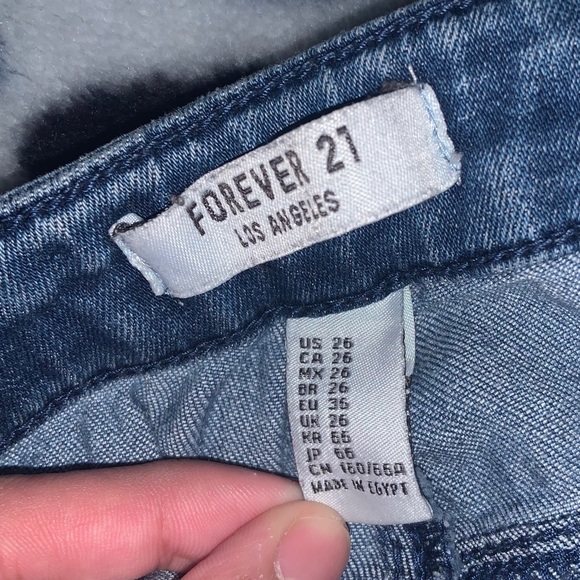 FOREVER 21
LOS ANGELES
US 26
CA 26
MX 26
BR 26
EU 36
UK 26
KR 66
JP 66
CN 160/66A
MADE IN EGYPT